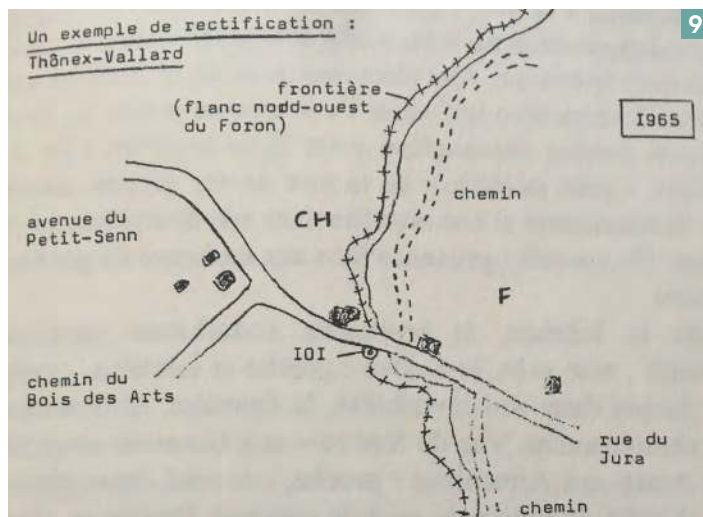 Un exemple de rectification :
Thônex-Vallard
9
frontière
(flanc nodd-ouest
du Foron)
I965
chemin
avenue du
Petit-Senn
CH
F
IOI
chemin du
Bois des Arts
rue du
Jura
chemin